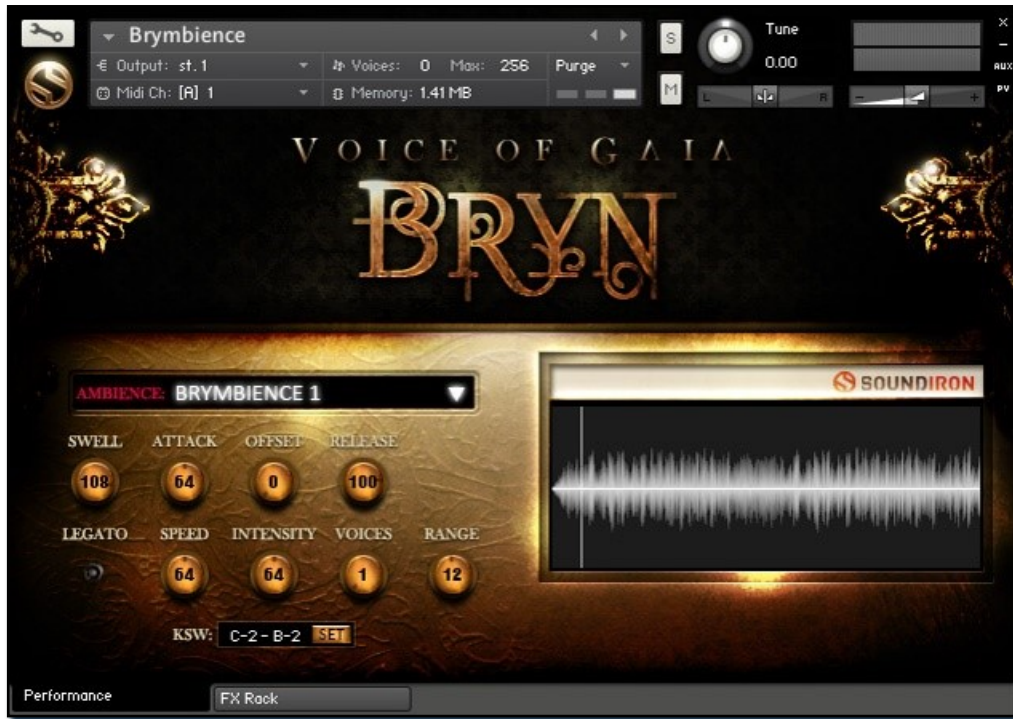 Brymbience
S
Tune
0.00
×
–
AUX
PV
Output: st.1
Voices: 0 Max: 256
Purge
Midi Ch: [A] 1
Memory: 1.41 MB
M
L R
– +
VOICE OF GAIA
BRYN
AMBIENCE: BRYMBIENCE 1
SOUNDIRON
SWELL ATTACK OFFSET RELEASE
108 64 0 100
LEGATO SPEED INTENSITY VOICES RANGE
64 64 1 12
KSW: C-2 - B-2 SET
Performance
FX Rack